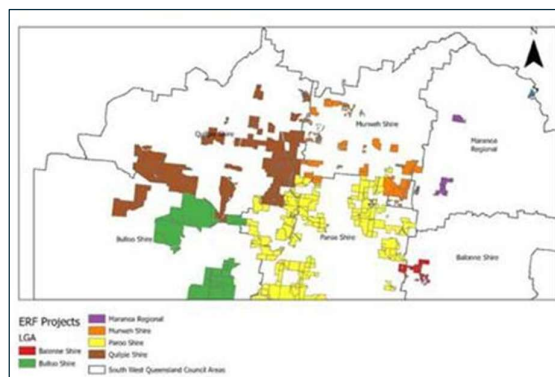 N
Quilpie Shire
Murweh Shire
Maranoa
Regional
Bulloo Shire
Paroo Shire
Balonne Shire
ERF Projects
LGA
Balonne Shire
Bulloo Shire
Maranoa Regional
Murweh Shire
Paroo Shire
Quilpie Shire
South West Queensland Council Areas